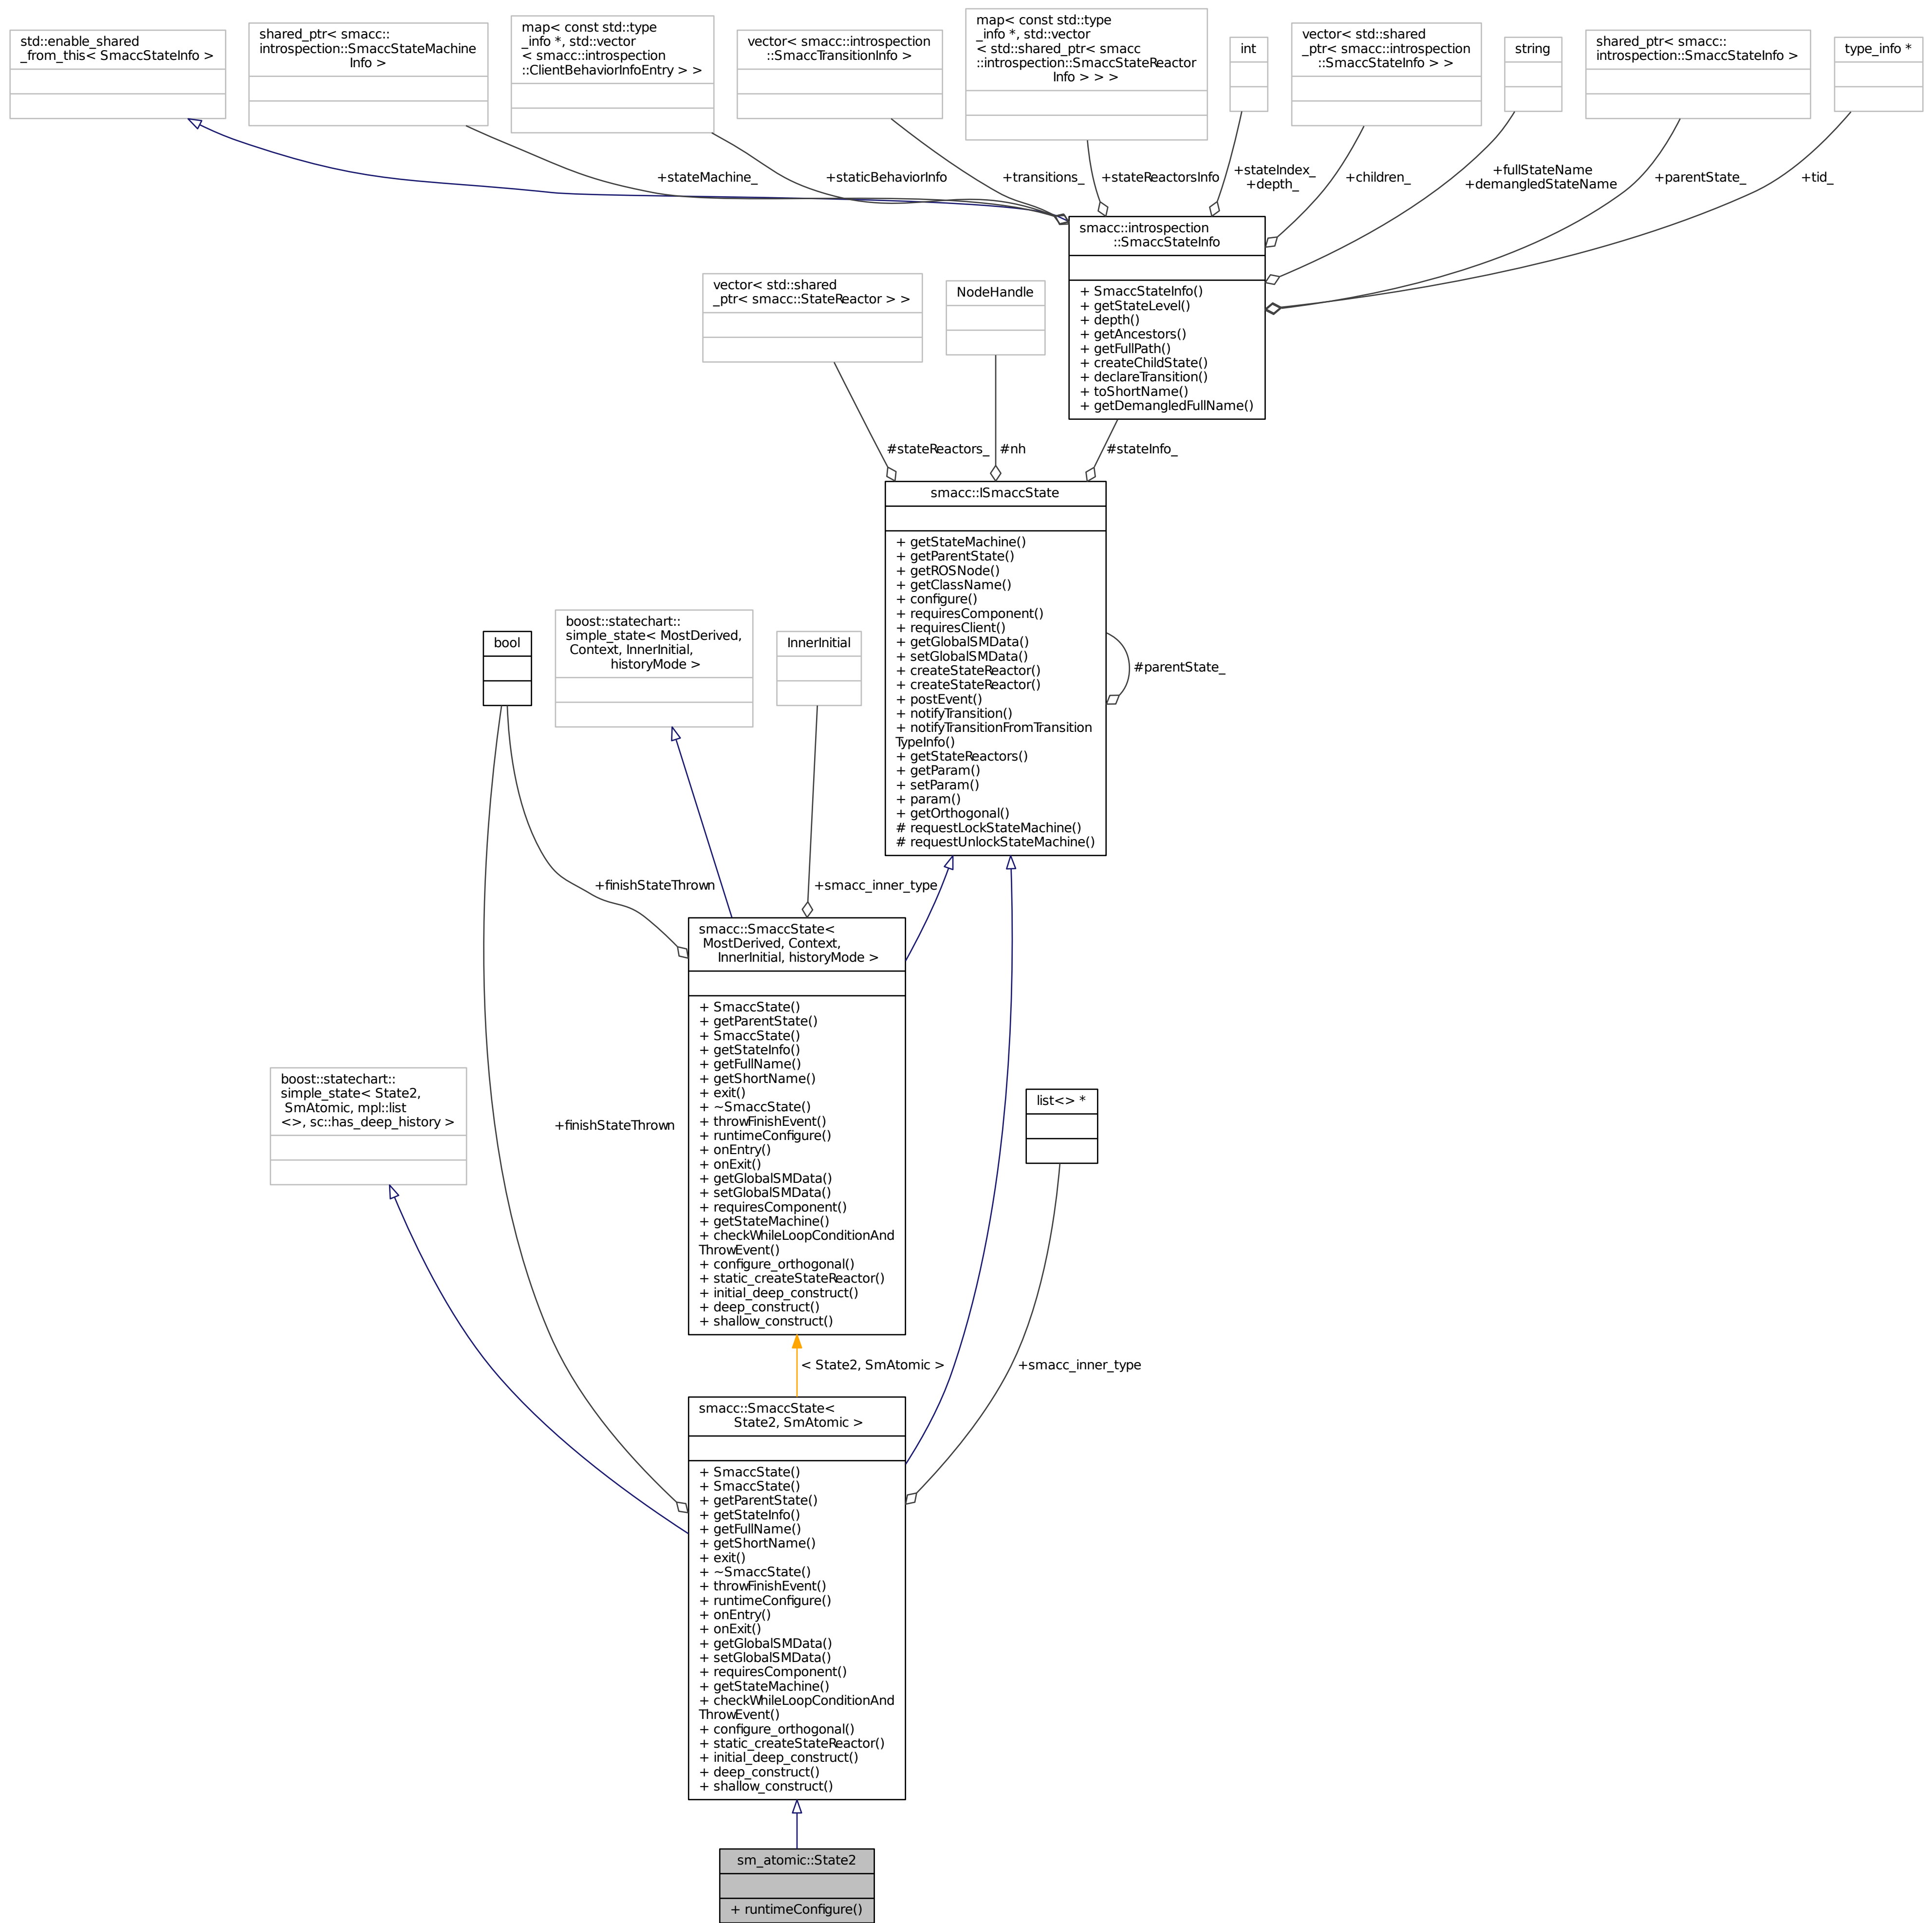 std::enable_shared
_from_this< SmaccStateInfo >
shared_ptr< smacc::
introspection::SmaccStateMachine
Info >
map< const std::type
_info *, std::vector
< smacc::introspection
::ClientBehaviorInfoEntry > >
vector< smacc::introspection
::SmaccTransitionInfo >
map< const std::type
_info *, std::vector
< std::shared_ptr< smacc
::introspection::SmaccStateReactor
Info > > >
int
vector< std::shared
_ptr< smacc::introspection
::SmaccStateInfo > >
string
shared_ptr< smacc::
introspection::SmaccStateInfo >
type_info *
+stateMachine_
+staticBehaviorInfo
+transitions_
+stateReactorsInfo
+stateIndex_
+depth_
+children_
+fullStateName
+demangledStateName
+parentState_
+tid_
smacc::introspection
::SmaccStateInfo
+ SmaccStateInfo()
+ getStateLevel()
+ depth()
+ getAncestors()
+ getFullPath()
+ createChildState()
+ declareTransition()
+ toShortName()
+ getDemangledFullName()
vector< std::shared
_ptr< smacc::StateReactor > >
NodeHandle
#stateReactors_
#nh
#stateInfo_
smacc::ISmaccState
+ getStateMachine()
+ getParentState()
+ getROSNode()
+ getClassName()
+ configure()
+ requiresComponent()
+ requiresClient()
+ getGlobalSMData()
+ setGlobalSMData()
+ createStateReactor()
+ createStateReactor()
+ postEvent()
+ notifyTransition()
+ notifyTransitionFromTransition
TypeInfo()
+ getStateReactors()
+ getParam()
+ setParam()
+ param()
+ getOrthogonal()
# requestLockStateMachine()
# requestUnlockStateMachine()
#parentState_
bool
boost::statechart::
simple_state< MostDerived,
Context, InnerInitial,
historyMode >
InnerInitial
+finishStateThrown
+smacc_inner_type
smacc::SmaccState<
MostDerived, Context,
InnerInitial, historyMode >
+ SmaccState()
+ getParentState()
+ SmaccState()
+ getStateInfo()
+ getFullName()
+ getShortName()
+ exit()
+ ~SmaccState()
+ throwFinishEvent()
+ runtimeConfigure()
+ onEntry()
+ onExit()
+ getGlobalSMData()
+ setGlobalSMData()
+ requiresComponent()
+ getStateMachine()
+ checkWhileLoopConditionAnd
ThrowEvent()
+ configure_orthogonal()
+ static_createStateReactor()
+ initial_deep_construct()
+ deep_construct()
+ shallow_construct()
boost::statechart::
simple_state< State2,
SmAtomic, mpl::list
<>, sc::has_deep_history >
+finishStateThrown
list<> *
< State2, SmAtomic >
+smacc_inner_type
smacc::SmaccState<
State2, SmAtomic >
+ SmaccState()
+ SmaccState()
+ getParentState()
+ getStateInfo()
+ getFullName()
+ getShortName()
+ exit()
+ ~SmaccState()
+ throwFinishEvent()
+ runtimeConfigure()
+ onEntry()
+ onExit()
+ getGlobalSMData()
+ setGlobalSMData()
+ requiresComponent()
+ getStateMachine()
+ checkWhileLoopConditionAnd
ThrowEvent()
+ configure_orthogonal()
+ static_createStateReactor()
+ initial_deep_construct()
+ deep_construct()
+ shallow_construct()
sm_atomic::State2
+ runtimeConfigure()